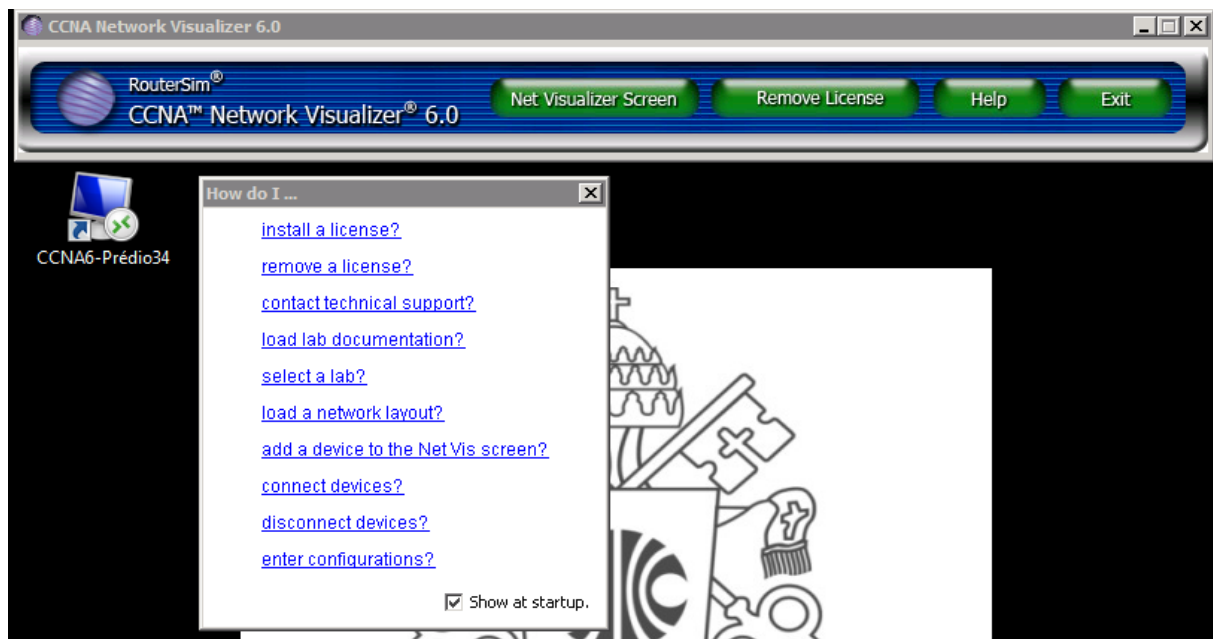 CCNA Network Visualizer 6.0
RouterSim®
CCNA™ Network Visualizer® 6.0
Net Visualizer Screen
Remove License
Help
Exit
CCNA6-Prédio34
How do I ...
install a license?
remove a license?
contact technical support?
load lab documentation?
select a lab?
load a network layout?
add a device to the Net Vis screen?
connect devices?
disconnect devices?
enter configurations?
Show at startup.